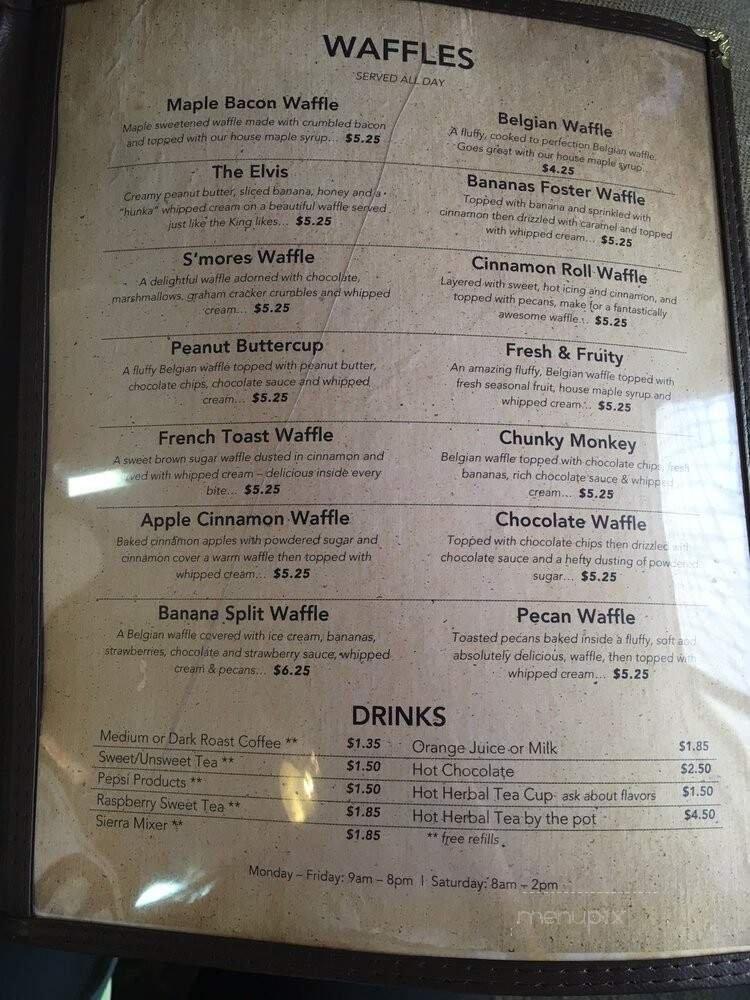 WAFFLES
SERVED ALL DAY
Maple Bacon Waffle
Maple sweetened waffle made with crumbled bacon
and topped with our house maple syrup... $5.25
The Elvis
Creamy peanut butter, sliced banana, honey and a
"hunka" whipped cream on a beautiful waffle served
just like the King likes... $5.25
S'mores Waffle
A delightful waffle adorned with chocolate,
marshmallows, graham cracker crumbles and whipped
cream... $5.25
Peanut Buttercup
A fluffy Belgian waffle topped with peanut butter,
chocolate chips, chocolate sauce and whipped
cream... $5.25
French Toast Waffle
A sweet brown sugar waffle dusted in cinnamon and
with whipped cream – delicious inside every
bite... $5.25
Apple Cinnamon Waffle
Baked cinnamon apples with powdered sugar and
cinnamon cover a warm waffle then topped with
whipped cream... $5.25
Banana Split Waffle
A Belgian waffle covered with ice cream, bananas,
strawberries, chocolate and strawberry sauce, whipped
cream & pecans... $6.25
Belgian Waffle
A fluffy, cooked to perfection Belgian waffle.
Goes great with our house maple syrup
$4.25
Bananas Foster Waffle
Topped with banana and sprinkled with
cinnamon then drizzled with caramel and topped
with whipped cream... $5.25
Cinnamon Roll Waffle
Layered with sweet, hot icing and cinnamon, and
topped with pecans, make for a fantastically
awesome waffle... $5.25
Fresh & Fruity
An amazing fluffy, Belgian waffle topped with
fresh seasonal fruit, house maple syrup and
whipped cream... $5.25
Chunky Monkey
Belgian waffle topped with chocolate chips, fresh
bananas, rich chocolate sauce & whipped
cream... $5.25
Chocolate Waffle
Topped with chocolate chips then drizzled with
chocolate sauce and a hefty dusting of powdered
sugar... $5.25
Pecan Waffle
Toasted pecans baked inside a fluffy, soft and
absolutely delicious, waffle, then topped with
whipped cream... $5.25
DRINKS
Medium or Dark Roast Coffee ** $1.35
Sweet/Unsweet Tea ** $1.50
Pepsi Products ** $1.50
Raspberry Sweet Tea ** $1.85
Sierra Mixer ** $1.85
Orange Juice or Milk $1.85
Hot Chocolate $2.50
Hot Herbal Tea Cup- ask about flavors $1.50
Hot Herbal Tea by the pot $4.50
** free refills
Monday – Friday: 9am – 8pm | Saturday: 8am – 2pm
menupix